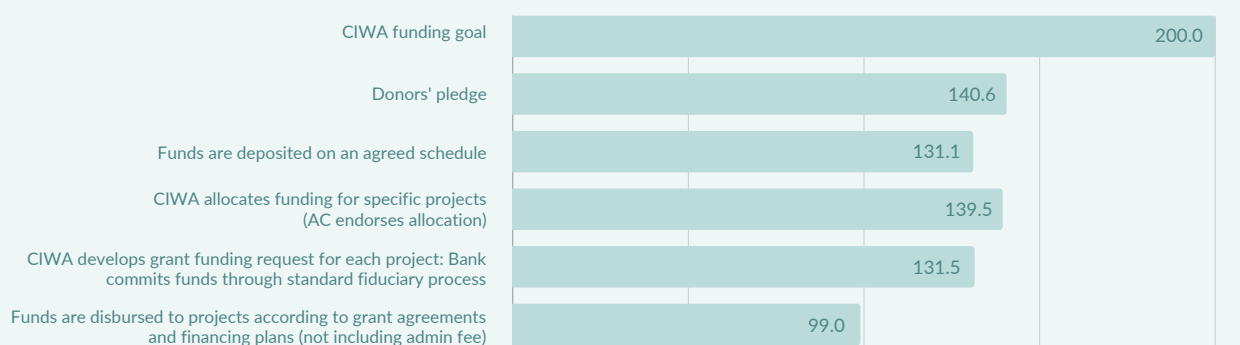 CIWA funding goal
200.0
Donors' pledge
140.6
Funds are deposited on an agreed schedule
131.1
CIWA allocates funding for specific projects
(AC endorses allocation)
139.5
CIWA develops grant funding request for each project: Bank
commits funds through standard fiduciary process
131.5
Funds are disbursed to projects according to grant agreements
and financing plans (not including admin fee)
99.0